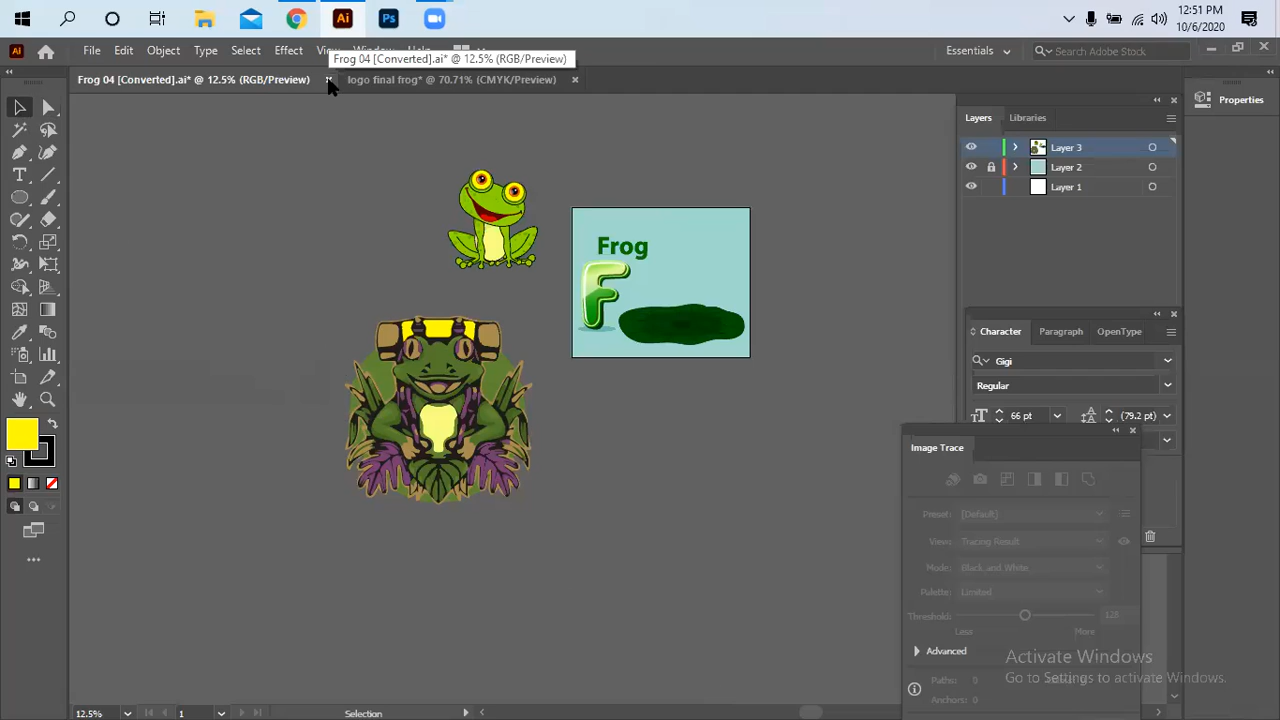 12:51 PM
10/6/2020
File Edit Object Type Select Effect
Essentials
Search Adobe Stock
Frog 04 [Converted].ai* @ 12.5% (RGB/Preview)
Frog 04 [Converted].ai* @ 12.5% (RGB/Preview)
logo final frog* @ 70.71% (CMYK/Preview)
Properties
Layers Libraries
Layer 3
Layer 2
Layer 1
Frog
F
Character Paragraph OpenType
Gigi
Regular
66 pt (79.2 pt)
Image Trace
Preset: [Default]
View: Tracing Result
Mode: Black and White
Palette: Limited
Threshold: 128
Less More
Advanced
Paths: 0
Anchors: 0
Activate Windows
Go to Settings to activate Windows.
12.5% 1 Selection